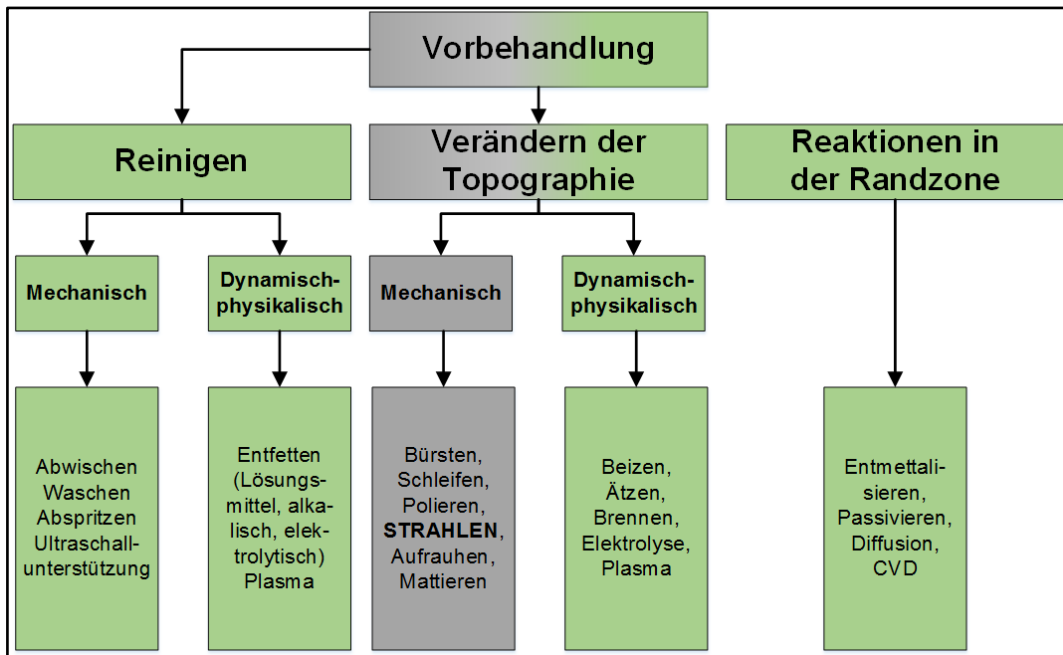 Vorbehandlung
Reinigen
Verändern der
Topographie
Reaktionen in
der Randzone
Mechanisch
Dynamisch-
physikalisch
Mechanisch
Dynamisch-
physikalisch
Abwischen
Waschen
Abspritzen
Ultraschall-
unterstützung
Entfetten
(Lösungs-
mittel, alka-
lisch, elek-
trolytisch)
Plasma
Bürsten,
Schleifen,
Polieren,
STRAHLEN,
Aufrauhen,
Mattieren
Beizen,
Ätzen,
Brennen,
Elektrolyse,
Plasma
Entmettali-
sieren,
Passivieren,
Diffusion,
CVD